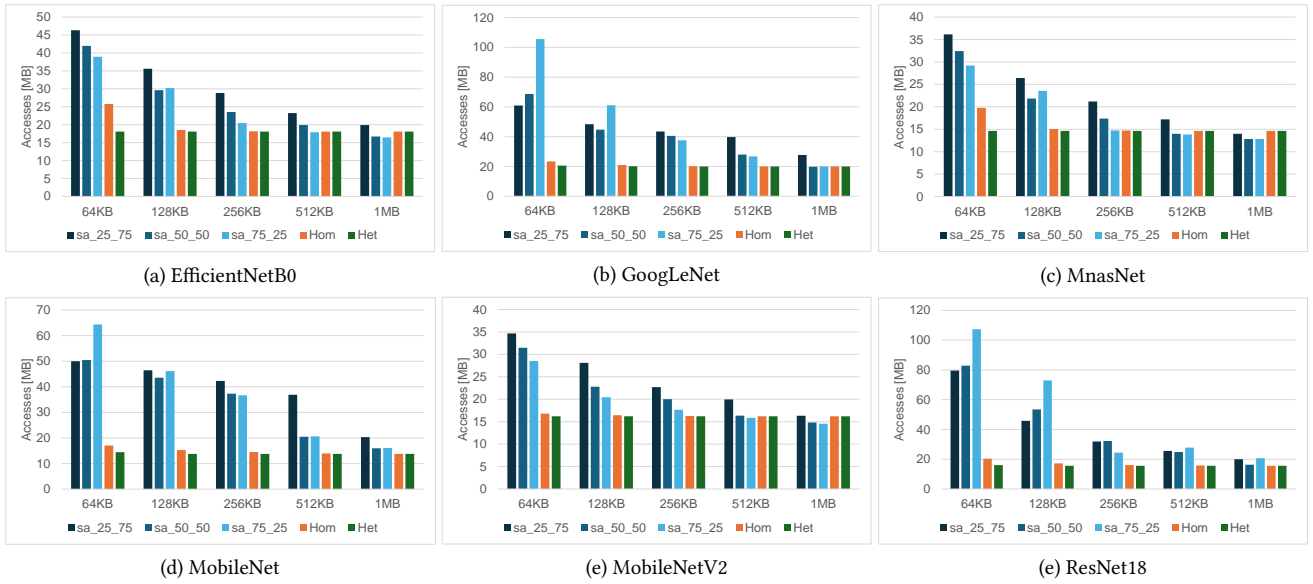 50
45
40
35
30
25
20
15
10
5
0
Accesses [MB]
64KB 128KB 256KB 512KB 1MB
sa_25_75 sa_50_50 sa_75_25 Hom Het
(a) EfficientNetB0
120
100
80
60
40
20
0
Accesses [MB]
64KB 128KB 256KB 512KB 1MB
sa_25_75 sa_50_50 sa_75_25 Hom Het
(b) GoogLeNet
40
35
30
25
20
15
10
5
0
Accesses [MB]
64KB 128KB 256KB 512KB 1MB
sa_25_75 sa_50_50 sa_75_25 Hom Het
(c) MnasNet
70
60
50
40
30
20
10
0
Accesses [MB]
64KB 128KB 256KB 512KB 1MB
sa_25_75 sa_50_50 sa_75_25 Hom Het
(d) MobileNet
40
35
30
25
20
15
10
5
0
Accesses [MB]
64KB 128KB 256KB 512KB 1MB
sa_25_75 sa_50_50 sa_75_25 Hom Het
(e) MobileNetV2
120
100
80
60
40
20
0
Accesses [MB]
64KB 128KB 256KB 512KB 1MB
sa_25_75 sa_50_50 sa_75_25 Hom Het
(e) ResNet18